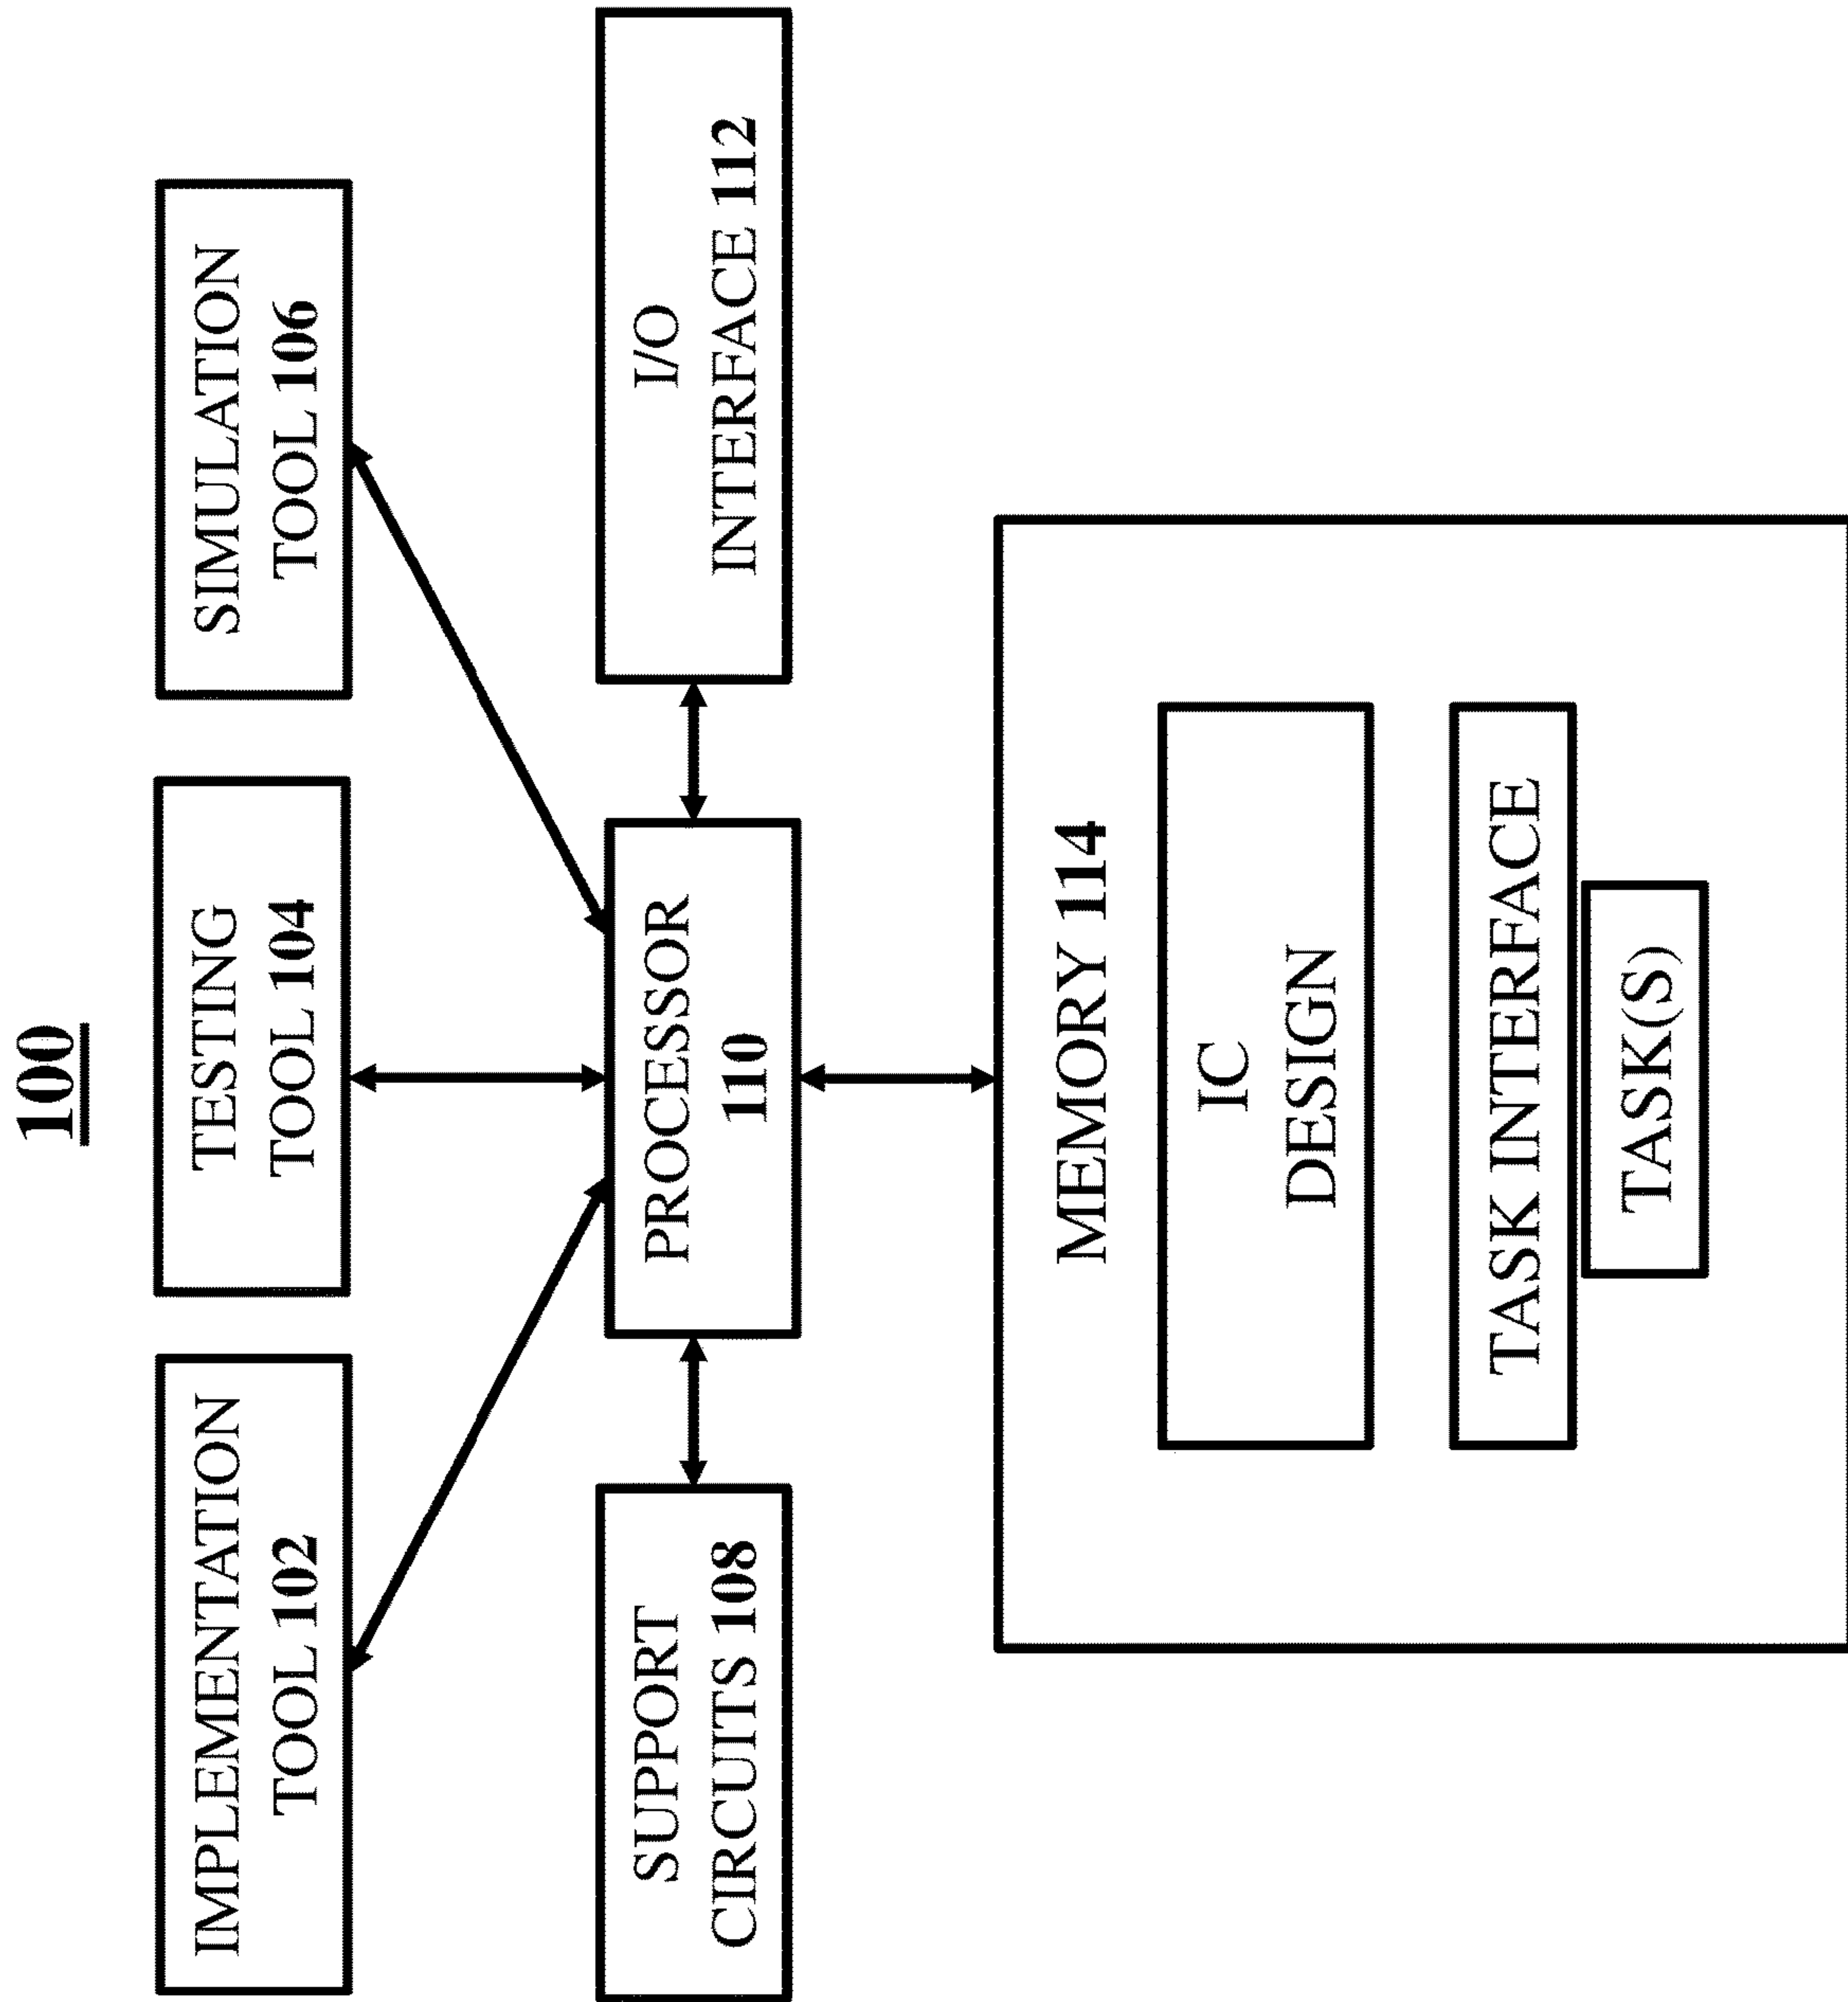 100
IMPLEMENTATION
TOOL 102
TESTING
TOOL 104
SIMULATION
TOOL 106
SUPPORT
CIRCUITS 108
PROCESSOR
110
I/O
INTERFACE 112
MEMORY 114
IC
DESIGN
TASK INTERFACE
TASK(S)